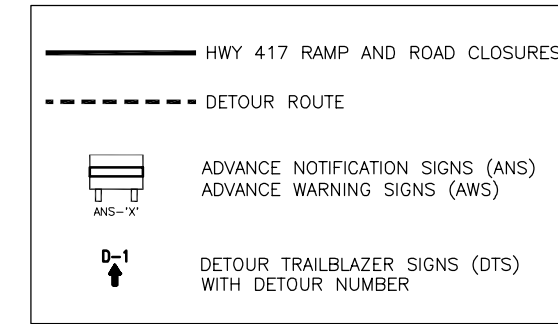 HWY 417 RAMP AND ROAD CLOSURES
DETOUR ROUTE
ADVANCE NOTIFICATION SIGNS (ANS)
ADVANCE WARNING SIGNS (AWS)
ANS-'X'
D-1
DETOUR TRAILBLAZER SIGNS (DTS)
WITH DETOUR NUMBER